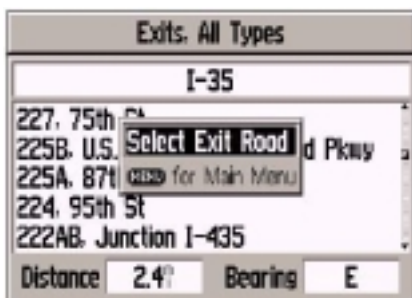 Exits, All Types
I-35
227, 75th St
225B, U.S. d Pkwy
Select Exit Road
225A, 87t
MENU for Main Menu
224, 95th St
222AB, Junction I-435
Distance 2.4 Bearing E